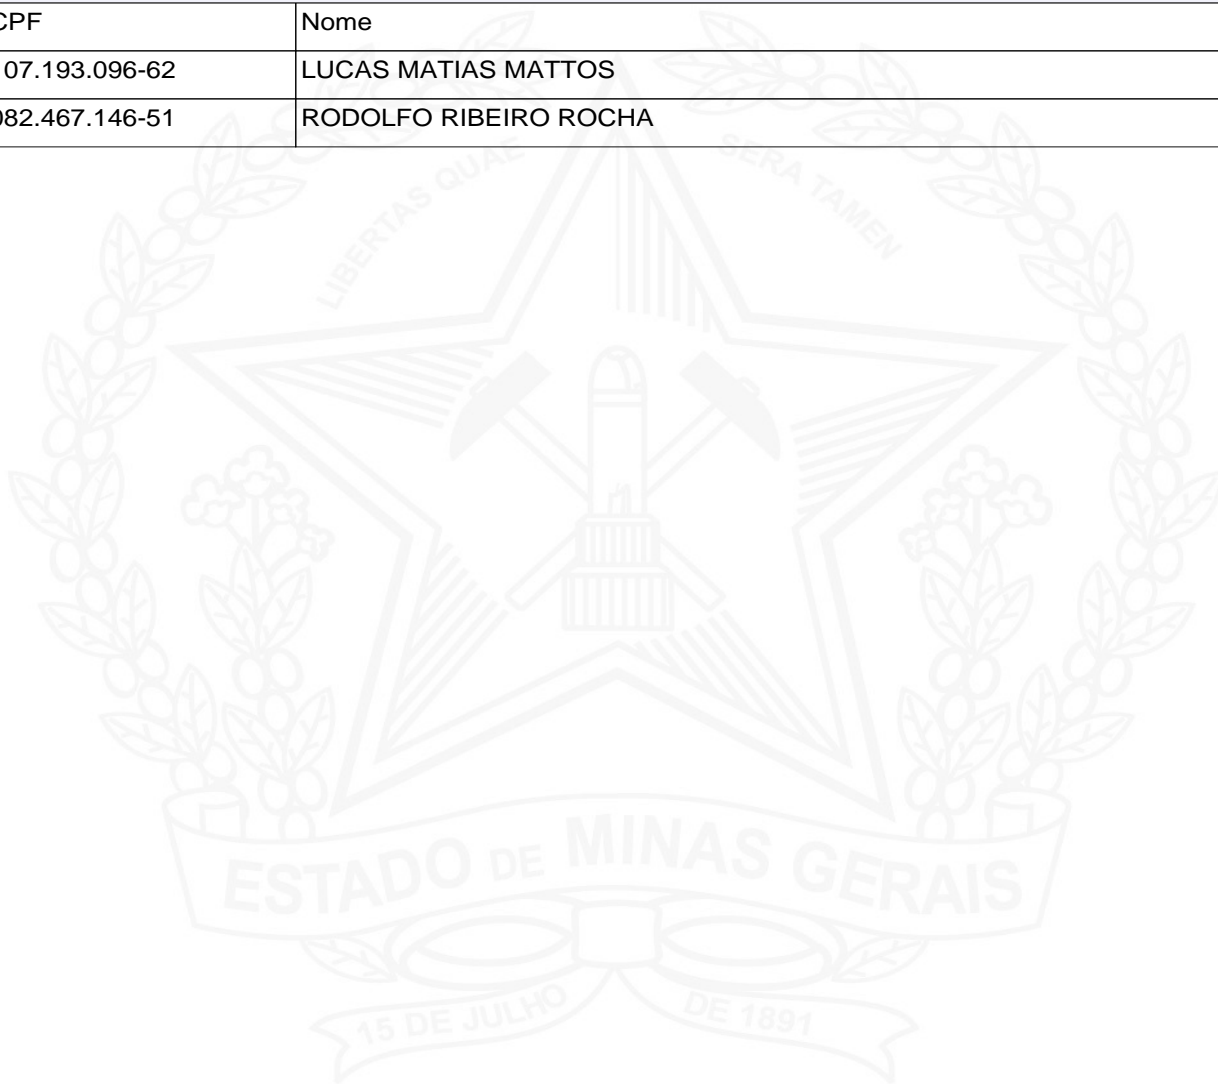 CPF Nome
07.193.096-62 LUCAS MATIAS MATTOS
082.467.146-51 RODOLFO RIBEIRO ROCHA
LIBERTAS QUAE SERA TAMEN
ESTADO DE MINAS GERAIS
15 DE JULHO DE 1891